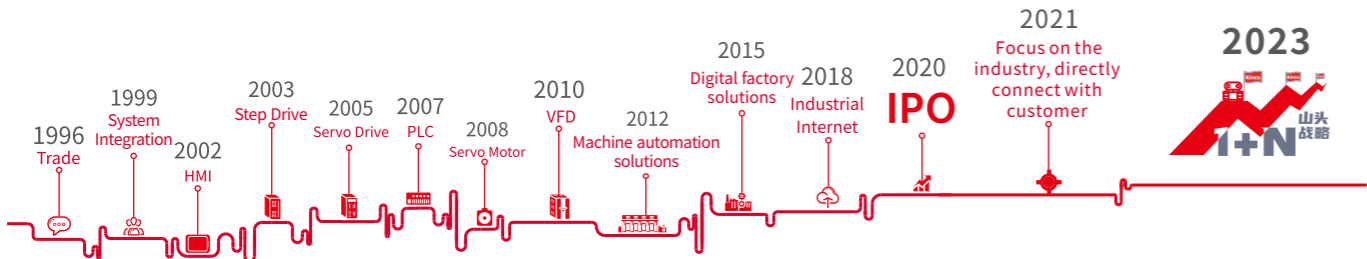 1996
Trade
1999
System
Integration
2002
HMI
2003
Step Drive
2005
Servo Drive
2007
PLC
2008
Servo Motor
2010
VFD
2012
Machine automation
solutions
2015
Digital factory
solutions
2018
Industrial
Internet
2020
IPO
2021
Focus on the
industry, directly
connect with
customer
2023
Kinco
Kinco
1+N
山头
战略